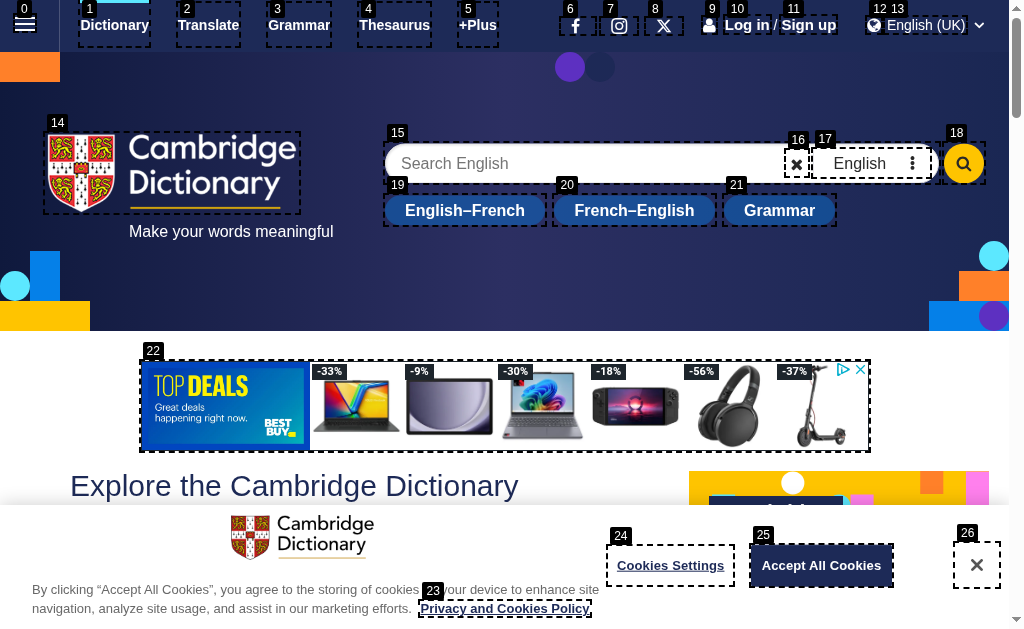 0 1 2 3 4 5 6 7 8 9 10 11 12 13
Dictionary Translate Grammar Thesaurus +Plus Log in / Sign up English (UK)
14 15 16 17 18
Cambridge
Dictionary
Make your words meaningful
Search English English
19 20 21
English–French French–English Grammar
22
TOP DEALS
Great deals
happening right now.
BEST
BUY
-33% -9% -30% -18% -56% -37%
Explore the Cambridge Dictionary
Cambridge
Dictionary
By clicking “Accept All Cookies”, you agree to the storing of cookies 23 your device to enhance site
navigation, analyze site usage, and assist in our marketing efforts. Privacy and Cookies Policy.
24 25 26
Cookies Settings Accept All Cookies